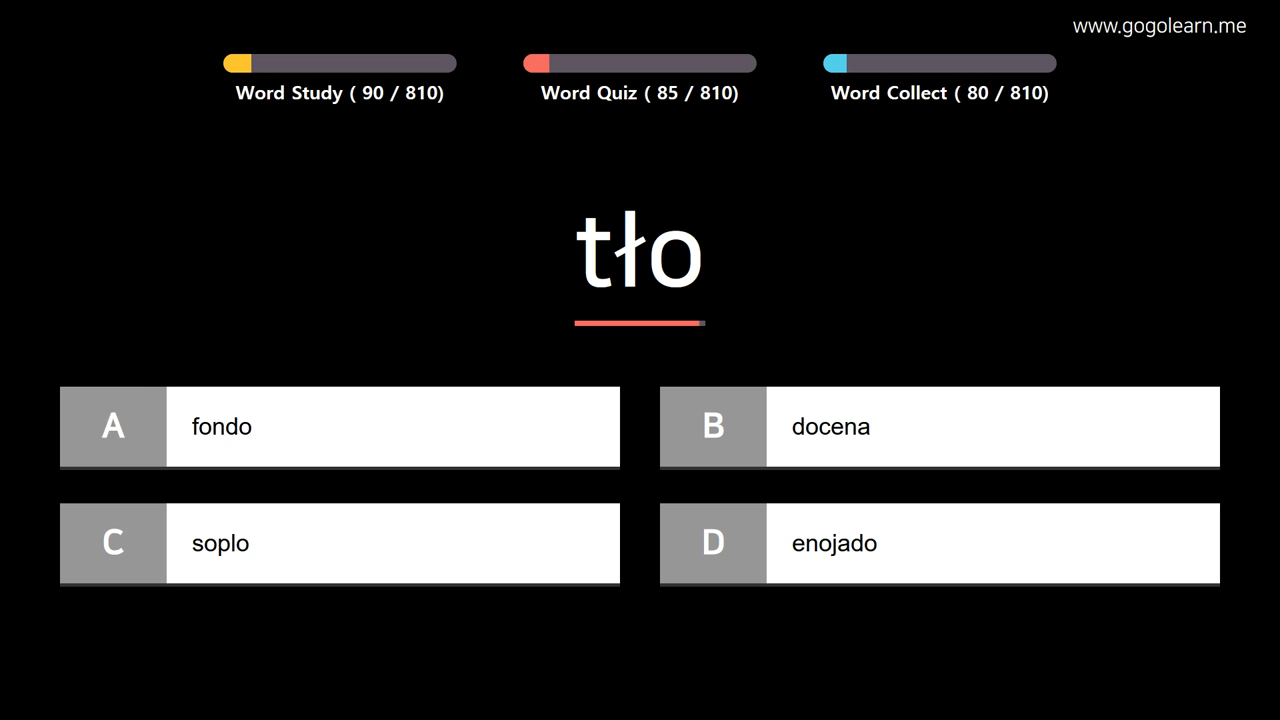 www.gogolearn.me
Word Study ( 90 / 810)
Word Quiz ( 85 / 810)
Word Collect ( 80 / 810)
tło
A fondo
B docena
C soplo
D enojado